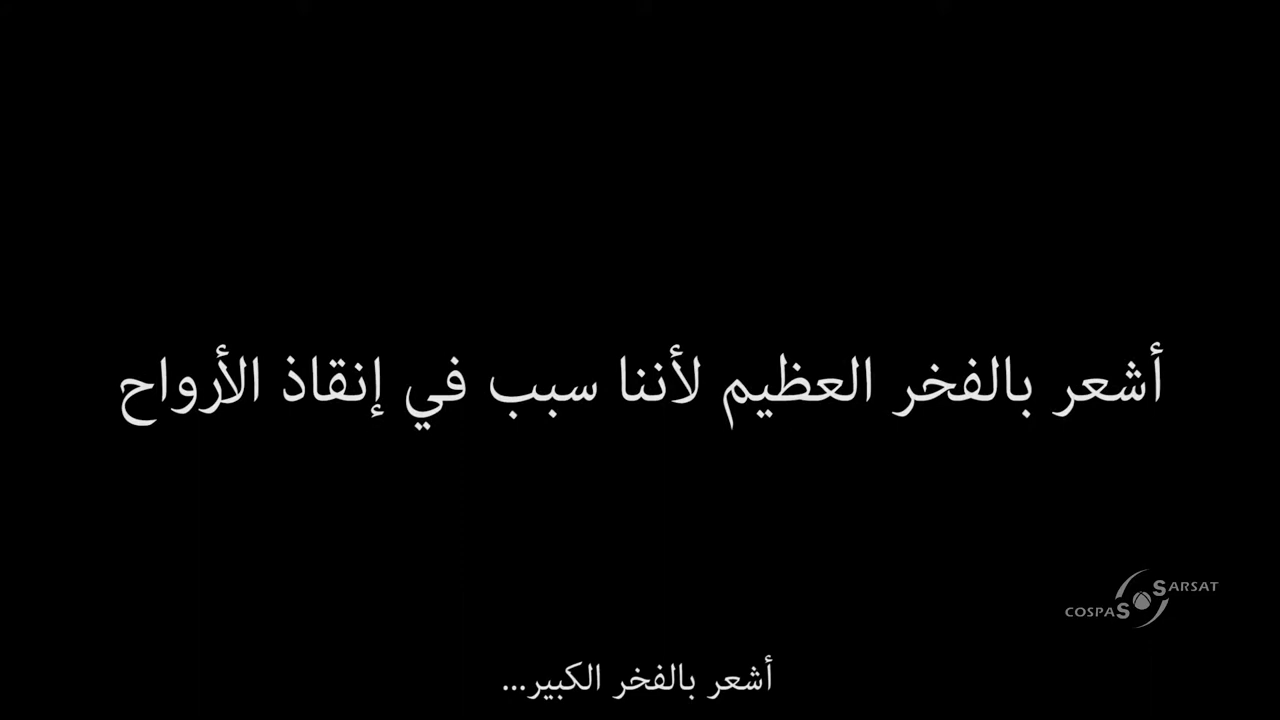 أشعر بالفخر العظيم لأننا سبب في إنقاذ الأرواح
COSPAS SARSAT
أشعر بالفخر الكبير...